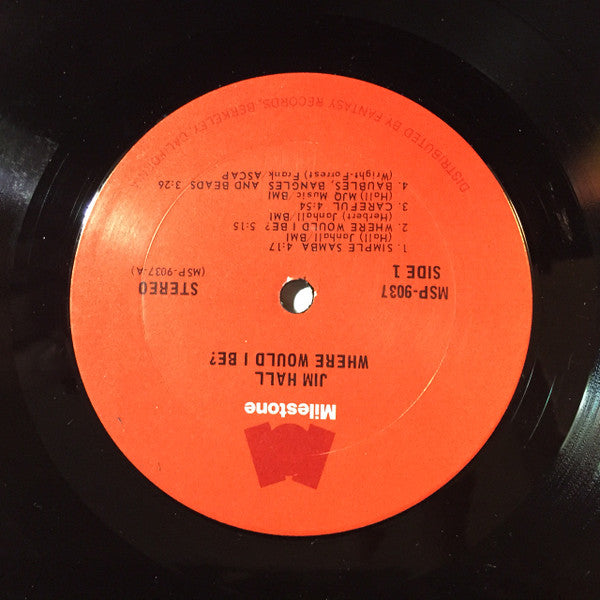 Milestone
JIM HALL
WHERE WOULD I BE?
MSP-9037
SIDE 1
STEREO
(MSP-9037-A)
1. SIMPLE SAMBA 4:17
(Hall) Janhall BMI
2. WHERE WOULD I BE? 5:15
(Herbert) Janhall BMI
3. CAREFUL 4:54
(Hall) MJQ Music BMI
4. BAUBLES, BANGLES AND BEADS 3:26
(Wright-Forrest) Frank ASCAP
DISTRIBUTED BY FANTASY RECORDS, BERKELEY, CALIFORNIA